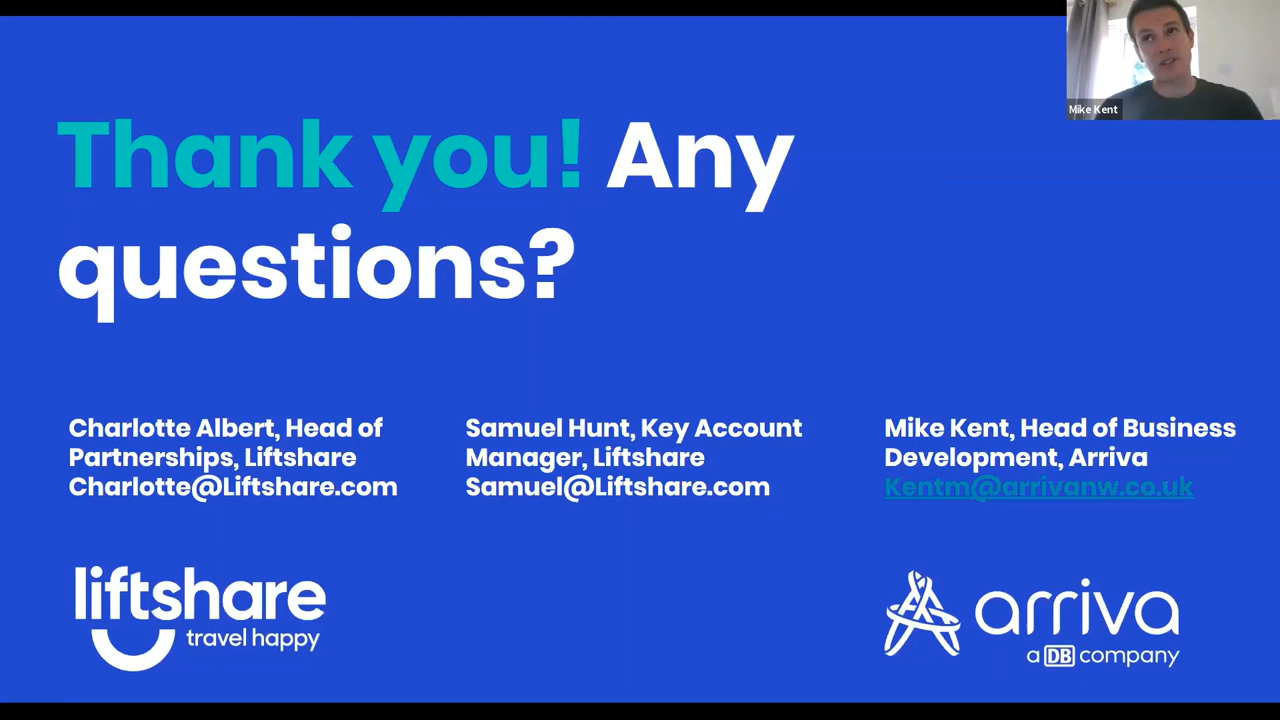 Mike Kent
Thank you! Any
questions?
Charlotte Albert, Head of
Partnerships, Liftshare
Charlotte@Liftshare.com
Samuel Hunt, Key Account
Manager, Liftshare
Samuel@Liftshare.com
Mike Kent, Head of Business
Development, Arriva
Kentm@arrivanw.co.uk
liftshare
travel happy
arriva
a DB company